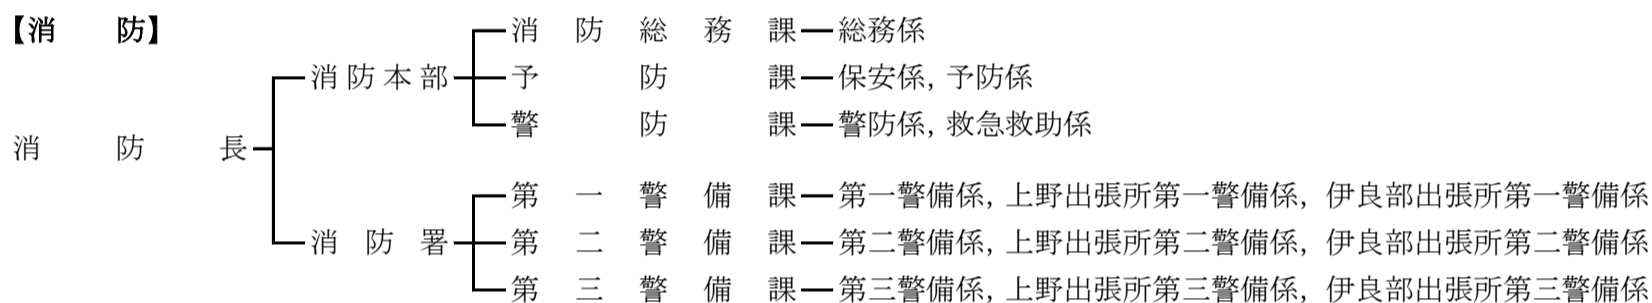 【消防】
消防総務課 総務係
消防本部 予防課 保安係, 予防係
警防課 警防係, 救急救助係
消防長
第一警備課 第一警備係, 上野出張所第一警備係, 伊良部出張所第一警備係
消防署 第二警備課 第二警備係, 上野出張所第二警備係, 伊良部出張所第二警備係
第三警備課 第三警備係, 上野出張所第三警備係, 伊良部出張所第三警備係